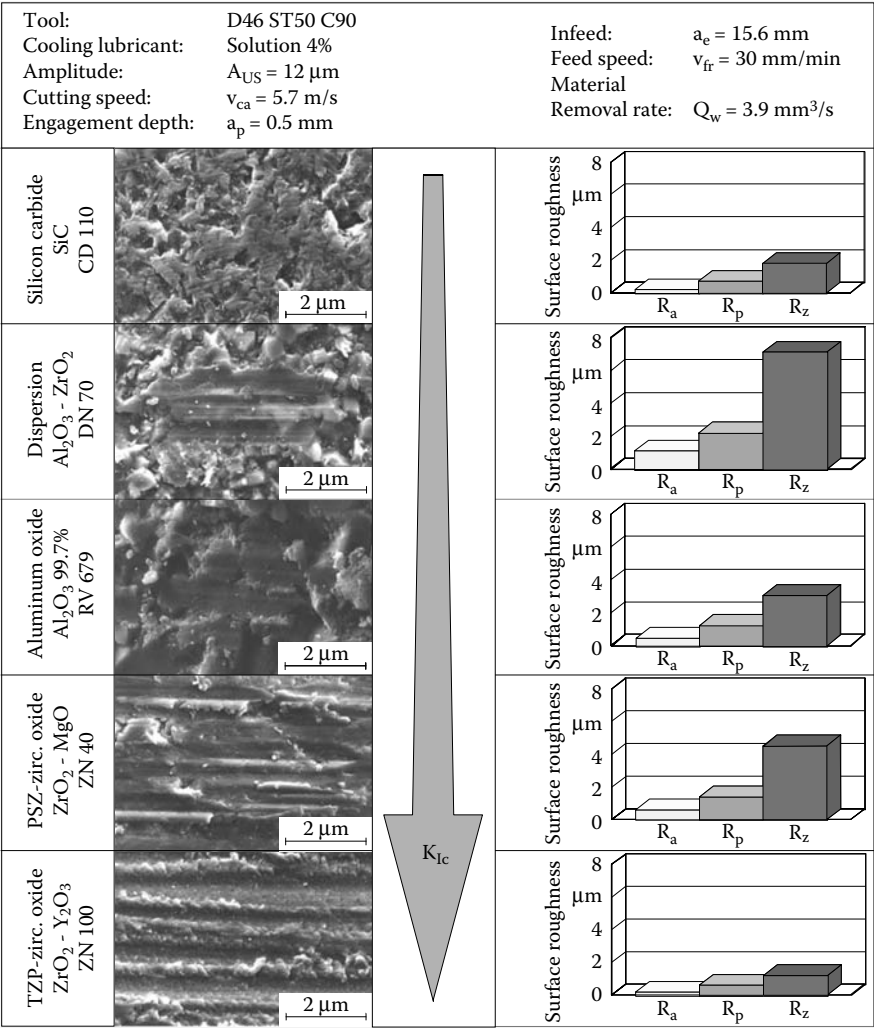 Tool: D46 ST50 C90
Cooling lubricant: Solution 4%
Amplitude: A_US = 12 µm
Cutting speed: v_ca = 5.7 m/s
Engagement depth: a_p = 0.5 mm
Infeed: a_e = 15.6 mm
Feed speed: v_fr = 30 mm/min
Material
Removal rate: Q_w = 3.9 mm³/s
Silicon carbide
SiC
CD 110
2 µm
Surface roughness
8
µm
4
2
0
R_a R_p R_z
Dispersion
Al₂O₃ - ZrO₂
DN 70
2 µm
Surface roughness
8
µm
4
2
0
R_a R_p R_z
Aluminum oxide
Al₂O₃ 99.7%
RV 679
2 µm
Surface roughness
8
µm
4
2
0
R_a R_p R_z
PSZ-zirc. oxide
ZrO₂ - MgO
ZN 40
2 µm
K_Ic
Surface roughness
8
µm
4
2
0
R_a R_p R_z
TZP-zirc. oxide
ZrO₂ - Y₂O₃
ZN 100
2 µm
Surface roughness
8
µm
4
2
0
R_a R_p R_z